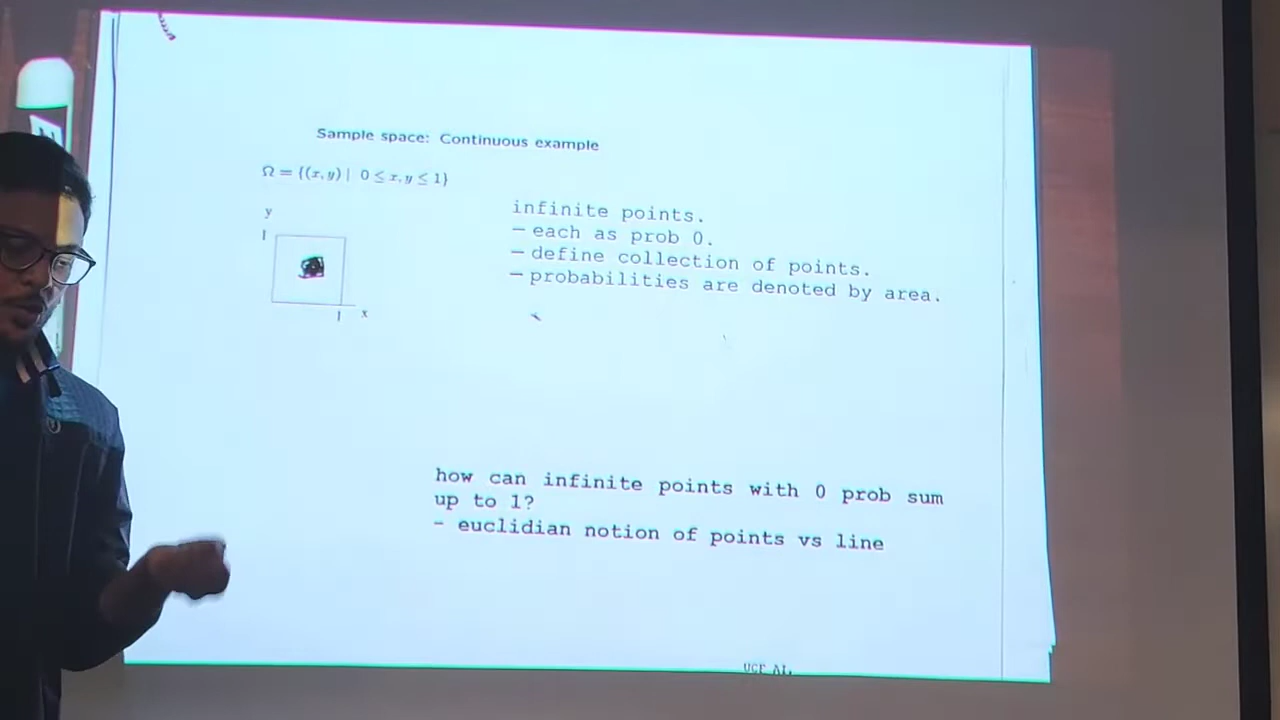 Sample space: Continuous example
Ω = {(x, y) | 0 ≤ x, y ≤ 1}
y
1
1
x
infinite points.
– each as prob 0.
– define collection of points.
– probabilities are denoted by area.
how can infinite points with 0 prob sum
up to 1?
- euclidian notion of points vs line